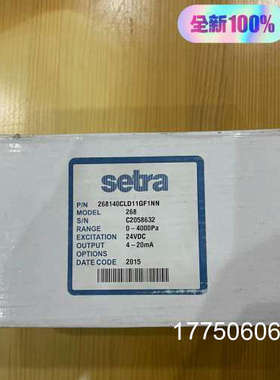 全新100%
setra
P/N 268140CLD11GF1NN
MODEL 268
S/N C2058632
RANGE 0 - 4000Pa
EXCITATION 24VDC
OUTPUT 4 - 20mA
OPTIONS
DATE CODE 2015
17750606